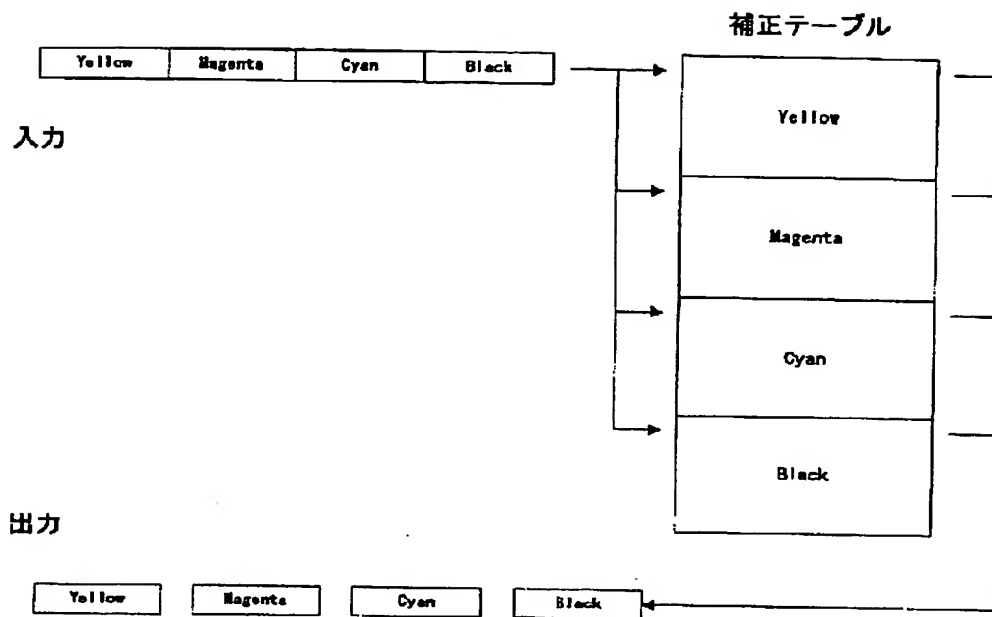 補正テーブル
Yellow Magenta Cyan Black
入力
Yellow
Magenta
Cyan
Black
出力
Yellow Magenta Cyan Black